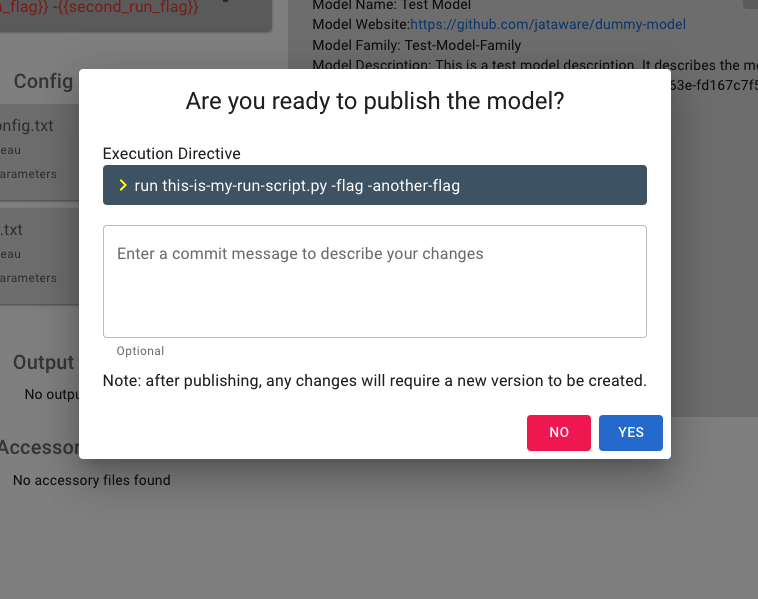 _flag}} -{{second_run_flag}}
Model Name: Test Model
Model Website:https://github.com/jataware/dummy-model
Model Family: Test-Model-Family
Model Description: This is a test model description. It describes the m
63e-fd167c7f5
Config
onfig.txt
eau
arameters
.txt
eau
arameters
Output
No outpu
Accessor
No accessory files found
Are you ready to publish the model?
Execution Directive
run this-is-my-run-script.py -flag -another-flag
Enter a commit message to describe your changes
Optional
Note: after publishing, any changes will require a new version to be created.
NO
YES